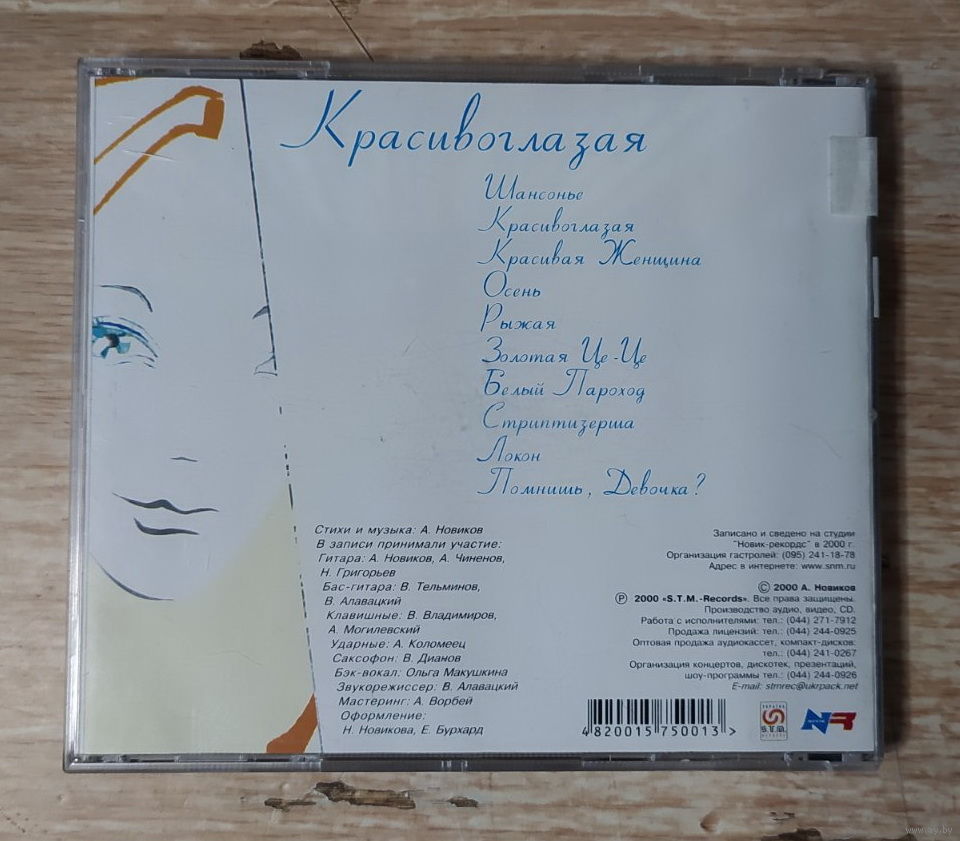 Красивоглазая
Шансонье
Красивоглазая
Красивая Женщина
Осень
Рыжая
Золотая Це-Це
Белый Пароход
Стриптизерша
Локон
Помнишь, Девочка?
Стихи и музыка: А. Новиков
В записи принимали участие:
Гитара: А. Новиков, А. Чиненов,
Н. Григорьев
Бас-гитара: В. Тельминов,
В. Алавацкий
Клавишные: В. Владимиров,
А. Могилевский
Ударные: А. Коломеец
Саксофон: В. Дианов
Бэк-вокал: Ольга Макушкина
Звукорежиссер: В. Алавацкий
Мастеринг: А. Ворбей
Оформление:
Н. Новикова, Е. Бурхард
Записано и сведено на студии
"Новик-рекордс" в 2000 г.
Организация гастролей: (095) 241-18-78
Адрес в интернете: www.snm.ru
© 2000 А. Новиков
℗ 2000 «S.T.M.-Records». Все права защищены.
Производство аудио, видео, CD.
Работа с исполнителями: тел.: (044) 271-7912
Продажа лицензий: тел.: (044) 244-0925
Оптовая продажа аудиокассет, компакт-дисков:
тел.: (044) 241-0267
Организация концертов, дискотек, презентаций,
шоу-программы тел.: (044) 244-0926
E-mail: stmrec@ukrpack.net
4820015750013>
NR
www.ay.by